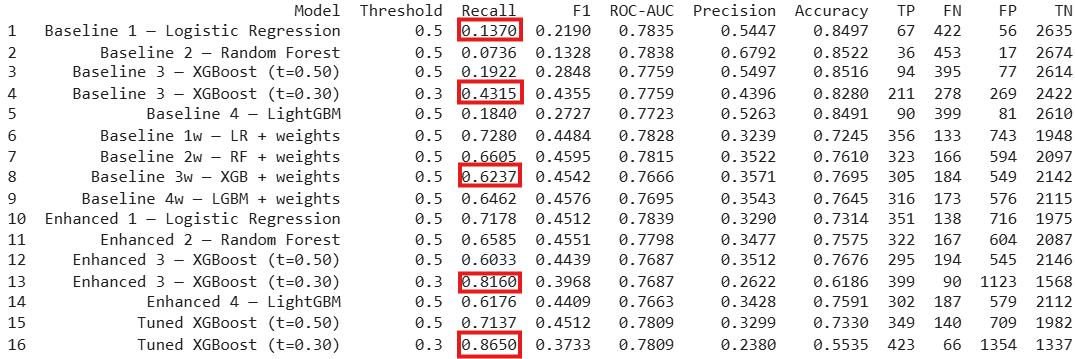 Model Threshold Recall F1 ROC-AUC Precision Accuracy TP FN FP TN
1 Baseline 1 — Logistic Regression 0.5 0.1370 0.2190 0.7835 0.5447 0.8497 67 422 56 2635
2 Baseline 2 — Random Forest 0.5 0.0736 0.1328 0.7838 0.6792 0.8522 36 453 17 2674
3 Baseline 3 — XGBoost (t=0.50) 0.5 0.1922 0.2848 0.7759 0.5497 0.8516 94 395 77 2614
4 Baseline 3 — XGBoost (t=0.30) 0.3 0.4315 0.4355 0.7759 0.4396 0.8280 211 278 269 2422
5 Baseline 4 — LightGBM 0.5 0.1840 0.2727 0.7723 0.5263 0.8491 90 399 81 2610
6 Baseline 1w — LR + weights 0.5 0.7280 0.4484 0.7828 0.3239 0.7245 356 133 743 1948
7 Baseline 2w — RF + weights 0.5 0.6605 0.4595 0.7815 0.3522 0.7610 323 166 594 2097
8 Baseline 3w — XGB + weights 0.5 0.6237 0.4542 0.7666 0.3571 0.7695 305 184 549 2142
9 Baseline 4w — LGBM + weights 0.5 0.6462 0.4576 0.7695 0.3543 0.7645 316 173 576 2115
10 Enhanced 1 — Logistic Regression 0.5 0.7178 0.4512 0.7839 0.3290 0.7314 351 138 716 1975
11 Enhanced 2 — Random Forest 0.5 0.6585 0.4551 0.7798 0.3477 0.7575 322 167 604 2087
12 Enhanced 3 — XGBoost (t=0.50) 0.5 0.6033 0.4439 0.7687 0.3512 0.7676 295 194 545 2146
13 Enhanced 3 — XGBoost (t=0.30) 0.3 0.8160 0.3968 0.7687 0.2622 0.6186 399 90 1123 1568
14 Enhanced 4 — LightGBM 0.5 0.6176 0.4409 0.7663 0.3428 0.7591 302 187 579 2112
15 Tuned XGBoost (t=0.50) 0.5 0.7137 0.4512 0.7809 0.3299 0.7330 349 140 709 1982
16 Tuned XGBoost (t=0.30) 0.3 0.8650 0.3733 0.7809 0.2380 0.5535 423 66 1354 1337